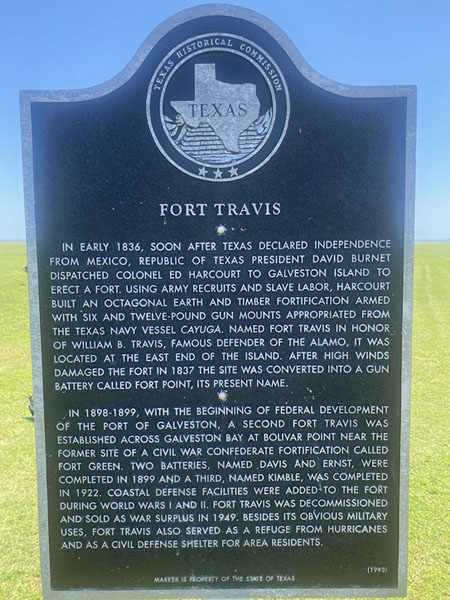 TEXAS HISTORICAL COMMISSION
TEXAS
FORT TRAVIS
IN EARLY 1836, SOON AFTER TEXAS DECLARED INDEPENDENCE
FROM MEXICO, REPUBLIC OF TEXAS PRESIDENT DAVID BURNET
DISPATCHED COLONEL ED HARCOURT TO GALVESTON ISLAND TO
ERECT A FORT. USING ARMY RECRUITS AND SLAVE LABOR, HARCOURT
BUILT AN OCTAGONAL EARTH AND TIMBER FORTIFICATION ARMED
WITH SIX AND TWELVE-POUND GUN MOUNTS APPROPRIATED FROM
THE TEXAS NAVY VESSEL CAYUGA. NAMED FORT TRAVIS IN HONOR
OF WILLIAM B. TRAVIS, FAMOUS DEFENDER OF THE ALAMO, IT WAS
LOCATED AT THE EAST END OF THE ISLAND. AFTER HIGH WINDS
DAMAGED THE FORT IN 1837 THE SITE WAS CONVERTED INTO A GUN
BATTERY CALLED FORT POINT, ITS PRESENT NAME.
IN 1898-1899, WITH THE BEGINNING OF FEDERAL DEVELOPMENT
OF THE PORT OF GALVESTON, A SECOND FORT TRAVIS WAS
ESTABLISHED ACROSS GALVESTON BAY AT BOLIVAR POINT NEAR THE
FORMER SITE OF A CIVIL WAR CONFEDERATE FORTIFICATION CALLED
FORT GREEN. TWO BATTERIES, NAMED DAVIS AND ERNST, WERE
COMPLETED IN 1899 AND A THIRD, NAMED KIMBLE, WAS COMPLETED
IN 1922. COASTAL DEFENSE FACILITIES WERE ADDED TO THE FORT
DURING WORLD WARS I AND II. FORT TRAVIS WAS DECOMMISSIONED
AND SOLD AS WAR SURPLUS IN 1949. BESIDES ITS OBVIOUS MILITARY
USES, FORT TRAVIS ALSO SERVED AS A REFUGE FROM HURRICANES
AND AS A CIVIL DEFENSE SHELTER FOR AREA RESIDENTS.
(1992)
MARKER IS PROPERTY OF THE STATE OF TEXAS